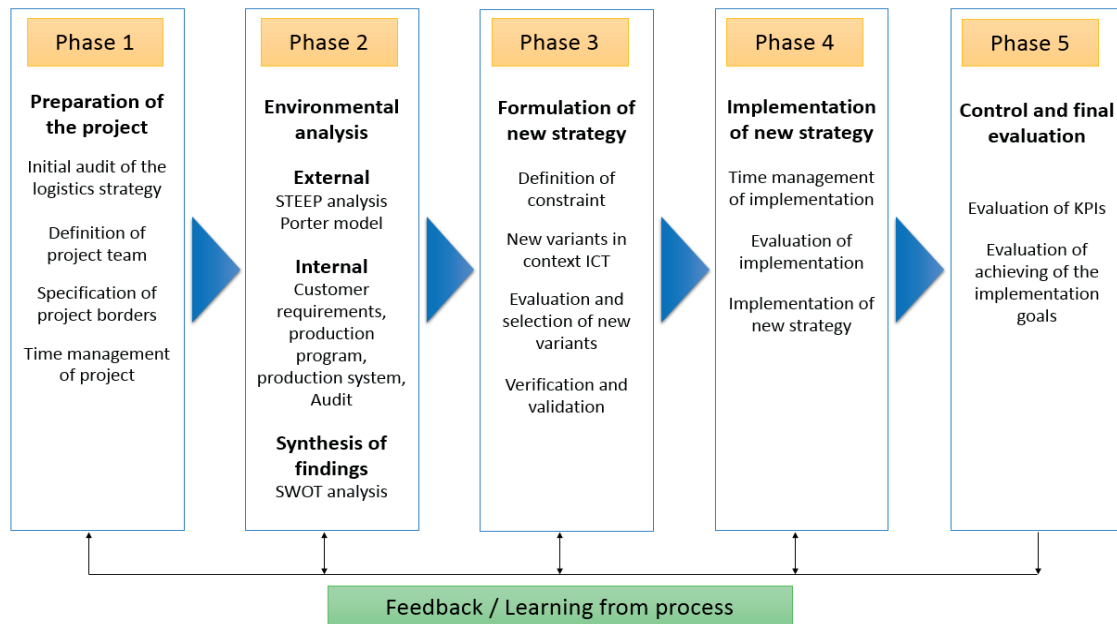 Phase 1
Preparation of
the project
Initial audit of the
logistics strategy
Definition of
project team
Specification of
project borders
Time management
of project
Phase 2
Environmental
analysis
External
STEEP analysis
Porter model
Internal
Customer
requirements,
production
program,
production system,
Audit
Synthesis of
findings
SWOT analysis
Phase 3
Formulation of
new strategy
Definition of
constraint
New variants in
context ICT
Evaluation and
selection of new
variants
Verification and
validation
Phase 4
Implementation
of new strategy
Time management
of implementation
Evaluation of
implementation
Implementation of
new strategy
Phase 5
Control and final
evaluation
Evaluation of KPIs
Evaluation of
achieving of the
implementation
goals
Feedback / Learning from process